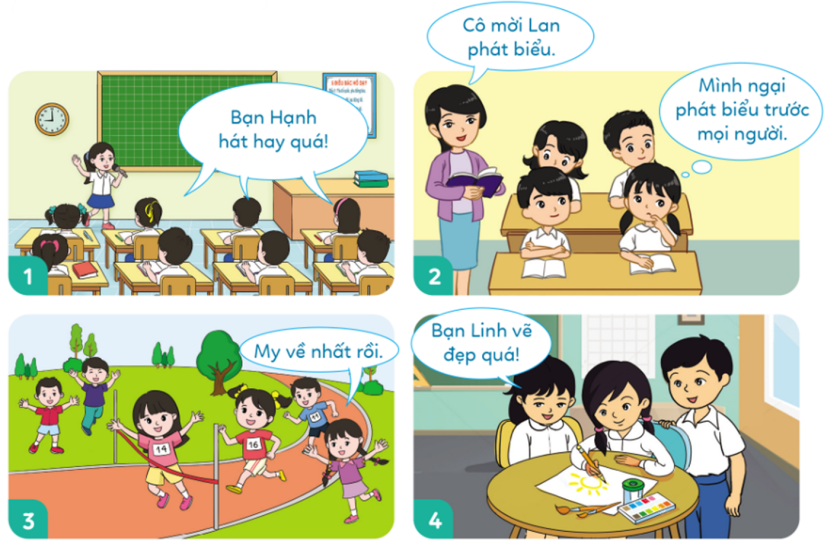 Bạn Hạnh
hát hay quá!
1
Cô mời Lan
phát biểu.
Mình ngại
phát biểu trước
mọi người.
2
My về nhất rồi.
14
16
11
3
Bạn Linh vẽ
đẹp quá!
4